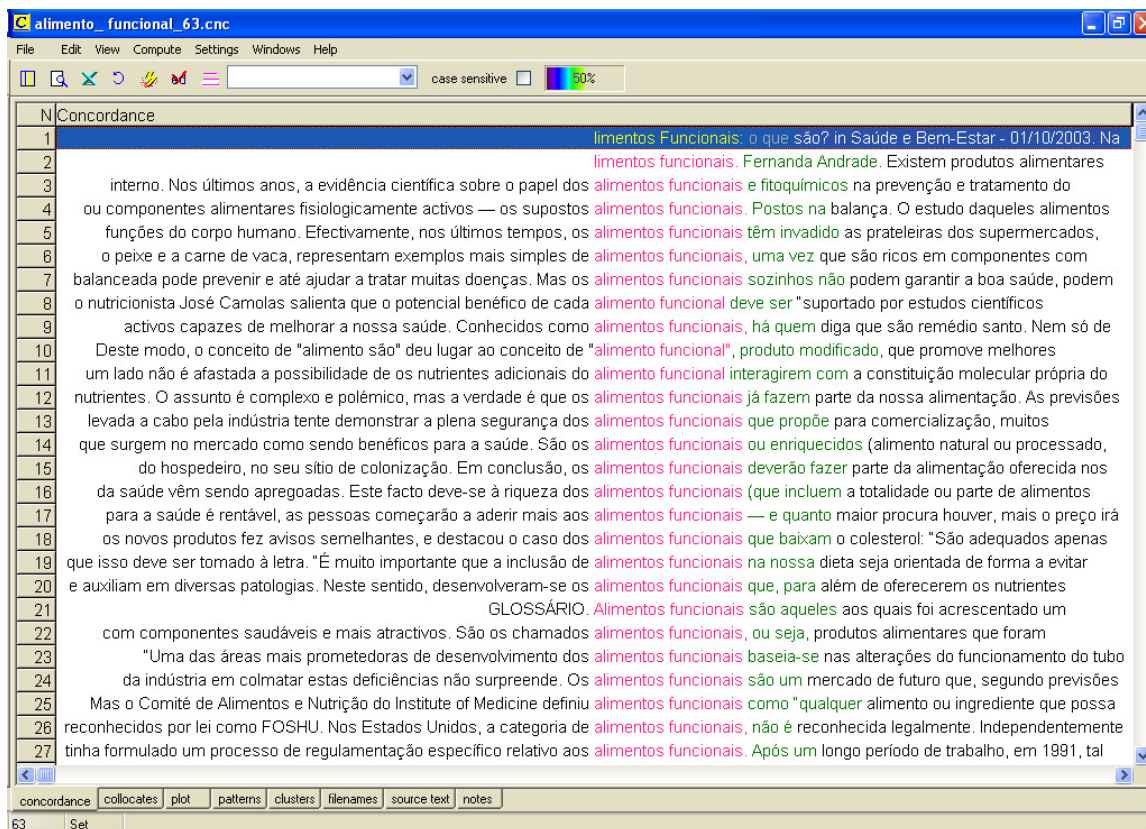 alimento_ funcional_63.cnc
File Edit View Compute Settings Windows Help
case sensitive 50%
N Concordance
1 limentos Funcionais: o que são? in Saúde e Bem-Estar - 01/10/2003. Na
2 limentos funcionais. Fernanda Andrade. Existem produtos alimentares
3 interno. Nos últimos anos, a evidência científica sobre o papel dos alimentos funcionais e fitoquímicos na prevenção e tratamento do
4 ou componentes alimentares fisiologicamente activos — os supostos alimentos funcionais. Postos na balança. O estudo daqueles alimentos
5 funções do corpo humano. Efectivamente, nos últimos tempos, os alimentos funcionais têm invadido as prateleiras dos supermercados,
6 o peixe e a carne de vaca, representam exemplos mais simples de alimentos funcionais, uma vez que são ricos em componentes com
7 balanceada pode prevenir e até ajudar a tratar muitas doenças. Mas os alimentos funcionais sozinhos não podem garantir a boa saúde, podem
8 o nutricionista José Camolas salienta que o potencial benéfico de cada alimento funcional deve ser "suportado por estudos científicos
9 activos capazes de melhorar a nossa saúde. Conhecidos como alimentos funcionais, há quem diga que são remédio santo. Nem só de
10 Deste modo, o conceito de "alimento são" deu lugar ao conceito de "alimento funcional", produto modificado, que promove melhores
11 um lado não é afastada a possibilidade de os nutrientes adicionais do alimento funcional interagirem com a constituição molecular própria do
12 nutrientes. O assunto é complexo e polémico, mas a verdade é que os alimentos funcionais já fazem parte da nossa alimentação. As previsões
13 levada a cabo pela indústria tente demonstrar a plena segurança dos alimentos funcionais que propõe para comercialização, muitos
14 que surgem no mercado como sendo benéficos para a saúde. São os alimentos funcionais ou enriquecidos (alimento natural ou processado,
15 do hospedeiro, no seu sítio de colonização. Em conclusão, os alimentos funcionais deverão fazer parte da alimentação oferecida nos
16 da saúde vêm sendo apregoadas. Este facto deve-se à riqueza dos alimentos funcionais (que incluem a totalidade ou parte de alimentos
17 para a saúde é rentável, as pessoas começarão a aderir mais aos alimentos funcionais — e quanto maior procura houver, mais o preço irá
18 os novos produtos fez avisos semelhantes, e destacou o caso dos alimentos funcionais que baixam o colesterol: "São adequados apenas
19 que isso deve ser tomado à letra. "É muito importante que a inclusão de alimentos funcionais na nossa dieta seja orientada de forma a evitar
20 e auxiliam em diversas patologias. Neste sentido, desenvolveram-se os alimentos funcionais que, para além de oferecerem os nutrientes
21 GLOSSÁRIO. Alimentos funcionais são aqueles aos quais foi acrescentado um
22 com componentes saudáveis e mais atractivos. São os chamados alimentos funcionais, ou seja, produtos alimentares que foram
23 "Uma das áreas mais prometedoras de desenvolvimento dos alimentos funcionais baseia-se nas alterações do funcionamento do tubo
24 da indústria em colmatar estas deficiências não surpreende. Os alimentos funcionais são um mercado de futuro que, segundo previsões
25 Mas o Comité de Alimentos e Nutrição do Institute of Medicine definiu alimentos funcionais como "qualquer alimento ou ingrediente que possa
26 reconhecidos por lei como FOSHU. Nos Estados Unidos, a categoria de alimentos funcionais, não é reconhecida legalmente. Independentemente
27 tinha formulado um processo de regulamentação específico relativo aos alimentos funcionais. Após um longo período de trabalho, em 1991, tal
concordance collocates plot patterns clusters filenames source text notes
63 Set